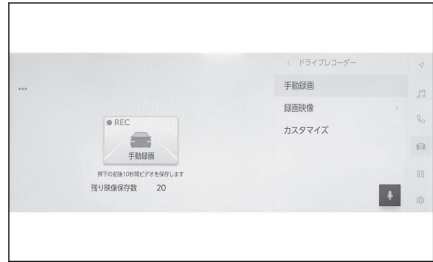 ‹ ドライブレコーダー
手動録画
録画映像
カスタマイズ
REC
手動録画
押下の前後10秒間ビデオを保存します
残り映像保存数 20